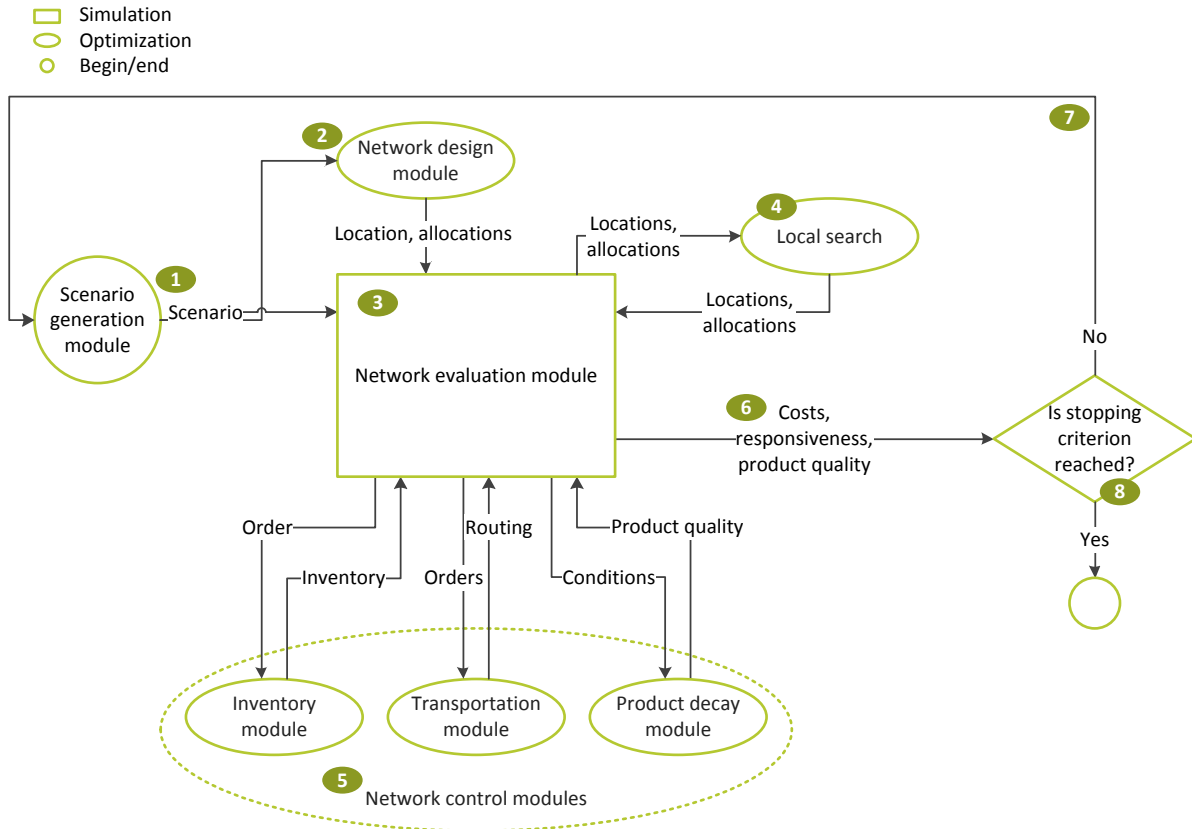 Simulation
Optimization
Begin/end
7
2
Network design
module
4
Locations,
allocations
Local search
Location, allocations
1
Scenario
generation
module
Scenario
3
Locations,
allocations
No
Network evaluation module
6
Costs,
responsiveness,
product quality
Is stopping
criterion
reached?
8
Order
Routing
Product quality
Yes
Inventory
Orders
Conditions
Inventory
module
Transportation
module
Product decay
module
5
Network control modules